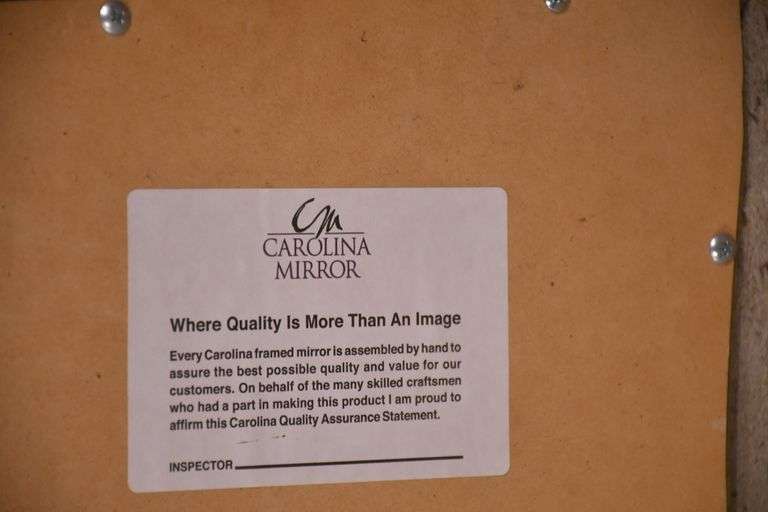 CM
CAROLINA
MIRROR
Where Quality Is More Than An Image
Every Carolina framed mirror is assembled by hand to
assure the best possible quality and value for our
customers. On behalf of the many skilled craftsmen
who had a part in making this product I am proud to
affirm this Carolina Quality Assurance Statement.
INSPECTOR